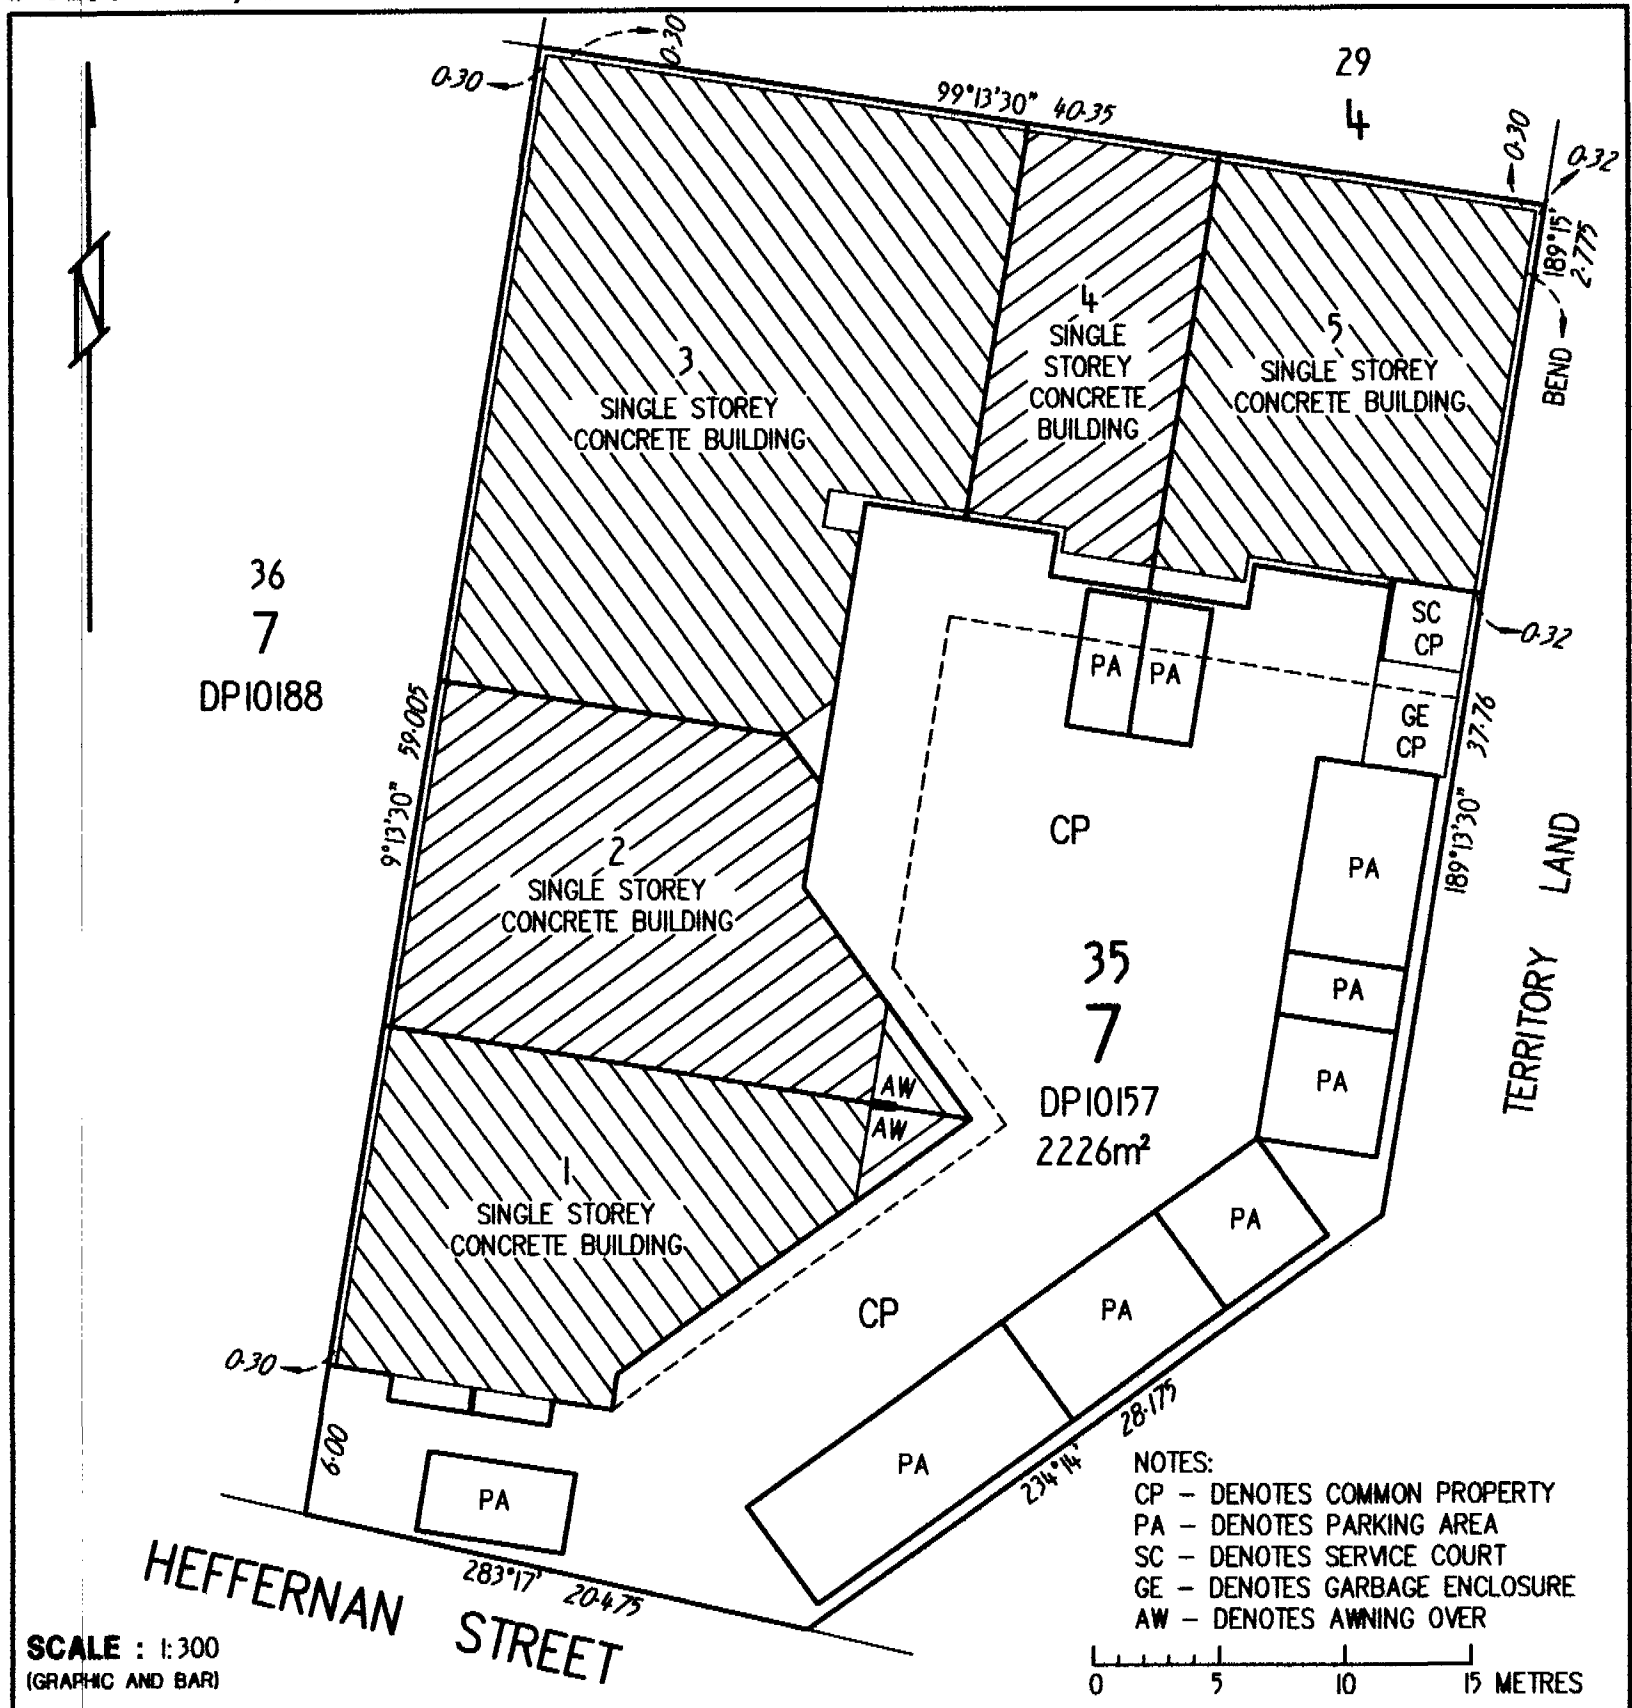 0·30
0·30
29
4
99°13'30" 40·35
0·30
0·32
189°15'
2·775
BEND
3
SINGLE STOREY
CONCRETE BUILDING
4
SINGLE
STOREY
CONCRETE
BUILDING
5
SINGLE STOREY
CONCRETE BUILDING
36
7
DP10188
SC
CP
0·32
PA
PA
GE
CP
9°13'30" 59·005
189°13'30" 37·76
CP
PA
2
SINGLE STOREY
CONCRETE BUILDING
35
7
DP10157
2226m²
PA
PA
TERRITORY LAND
AW
AW
1
SINGLE STOREY
CONCRETE BUILDING
PA
CP
PA
0·30
6·00
PA
PA
234°14' 28·175
HEFFERNAN STREET
283°17' 20·475
NOTES:
CP – DENOTES COMMON PROPERTY
PA – DENOTES PARKING AREA
SC – DENOTES SERVICE COURT
GE – DENOTES GARBAGE ENCLOSURE
AW – DENOTES AWNING OVER
SCALE : 1:300
(GRAPHIC AND BAR)
0 5 10 15 METRES